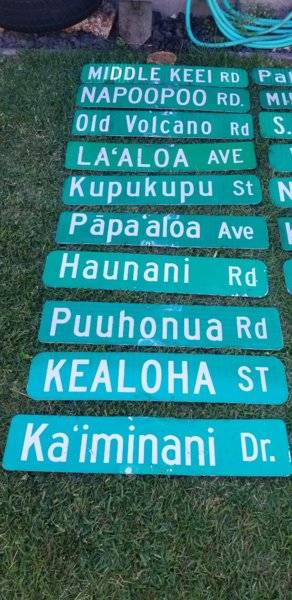 MIDDLE KEEI RD
NAPOOPOO RD.
Old Volcano Rd
LAʻALOA AVE
Kupukupu St
Pāpaʻaloa Ave
Haunani Rd
Puuhonua Rd
KEALOHA ST
Kaʻiminani Dr.